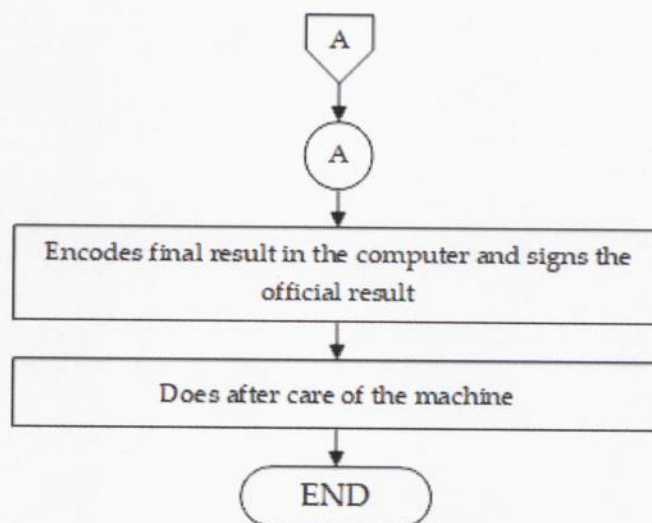 A
A
Encodes final result in the computer and signs the
official result
Does after care of the machine
END